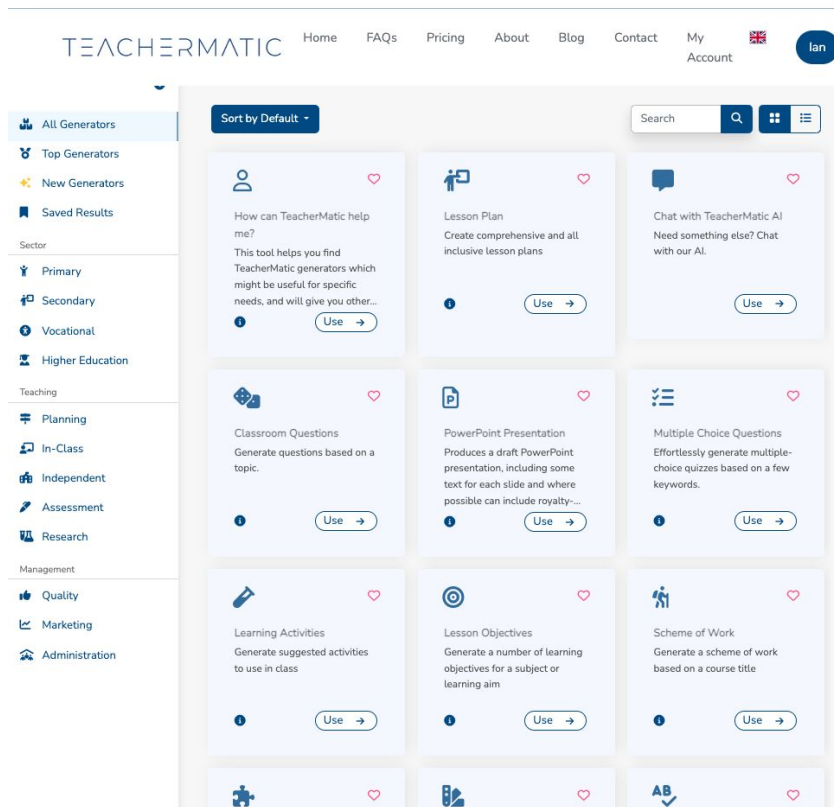 TEACHERMATIC
Home FAQs Pricing About Blog Contact My Account
Ian
All Generators
Top Generators
New Generators
Saved Results
Sector
Primary
Secondary
Vocational
Higher Education
Teaching
Planning
In-Class
Independent
Assessment
Research
Management
Quality
Marketing
Administration
Sort by Default
Search
How can TeacherMatic help
me?
This tool helps you find
TeacherMatic generators which
might be useful for specific
needs, and will give you other...
Use
Lesson Plan
Create comprehensive and all
inclusive lesson plans
Use
Chat with TeacherMatic AI
Need something else? Chat
with our AI.
Use
Classroom Questions
Generate questions based on a
topic.
Use
PowerPoint Presentation
Produces a draft PowerPoint
presentation, including some
text for each slide and where
possible can include royalty-...
Use
Multiple Choice Questions
Effortlessly generate multiple-
choice quizzes based on a few
keywords.
Use
Learning Activities
Generate suggested activities
to use in class
Use
Lesson Objectives
Generate a number of learning
objectives for a subject or
learning aim
Use
Scheme of Work
Generate a scheme of work
based on a course title
Use
AB